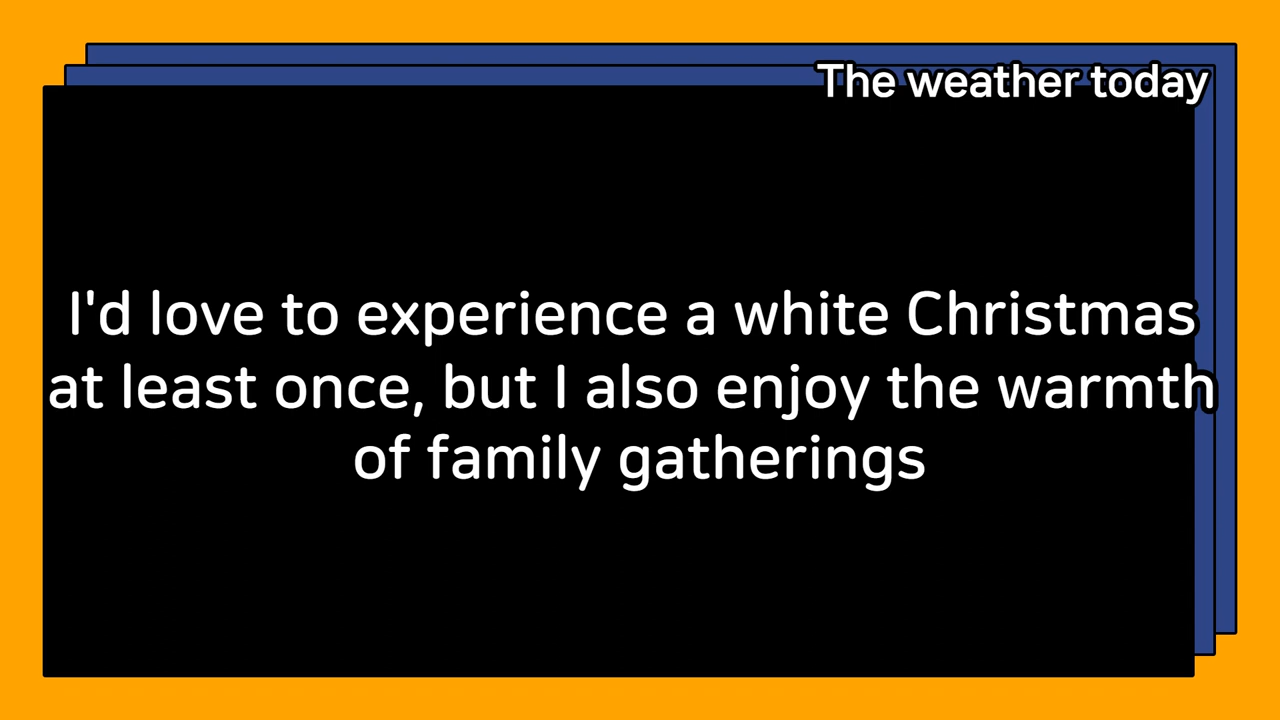 The weather today
I'd love to experience a white Christmas
at least once, but I also enjoy the warmth
of family gatherings